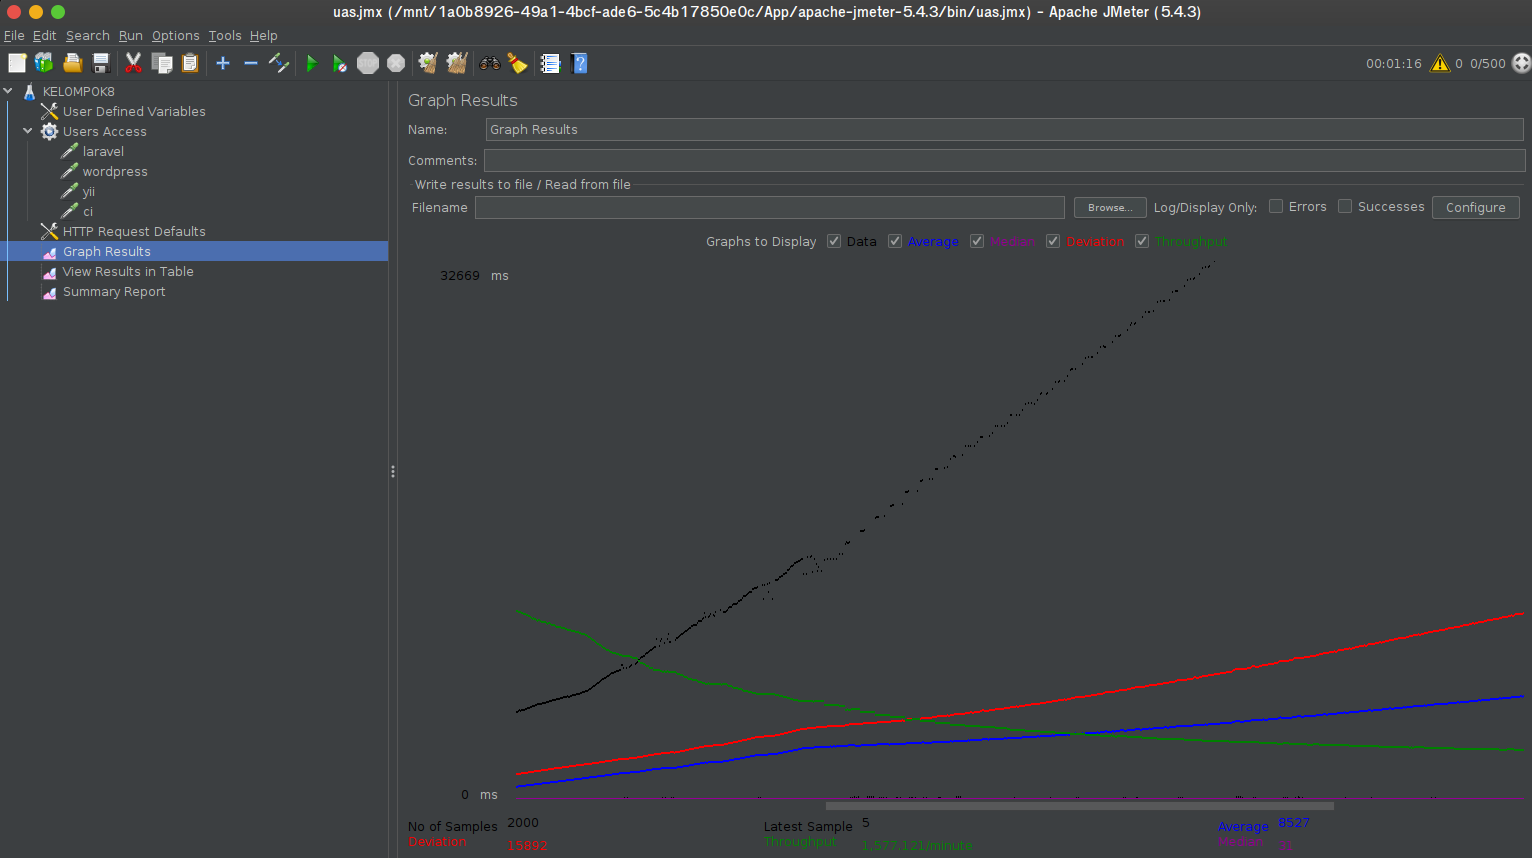 uas.jmx (/mnt/1a0b8926-49a1-4bcf-ade6-5c4b17850e0c/App/apache-jmeter-5.4.3/bin/uas.jmx) - Apache JMeter (5.4.3)
File Edit Search Run Options Tools Help
STOP 00:01:16 0 0/500
KELOMPOK8
User Defined Variables
Users Access
laravel
wordpress
yii
ci
HTTP Request Defaults
Graph Results
View Results in Table
Summary Report
Graph Results
Name: Graph Results
Comments:
Write results to file / Read from file
Filename Browse... Log/Display Only: Errors Successes Configure
Graphs to Display Data Average Median Deviation Throughput
32669 ms
0 ms
No of Samples 2000 Latest Sample 5 Average 8527
Deviation 15892 Throughput 1,577.121/minute Median